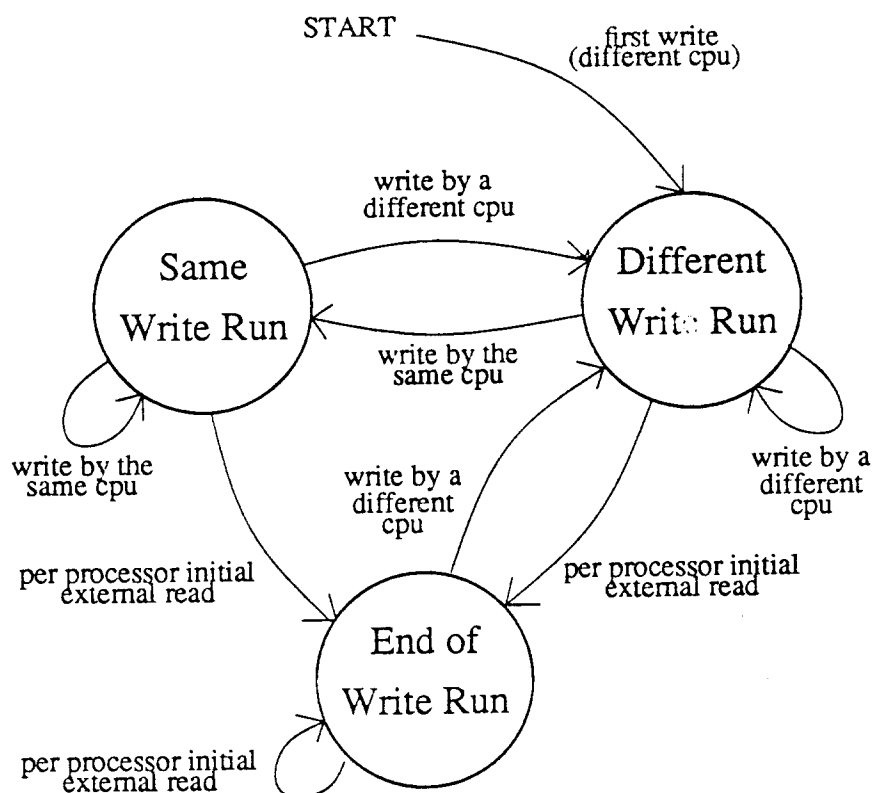 START
first write
(different cpu)
write by a
different cpu
Same
Write Run
Different
Write Run
write by the
same cpu
write by the
same cpu
write by a
different
cpu
write by a
different
cpu
per processor initial
external read
per processor initial
external read
End of
Write Run
per processor initial
external read